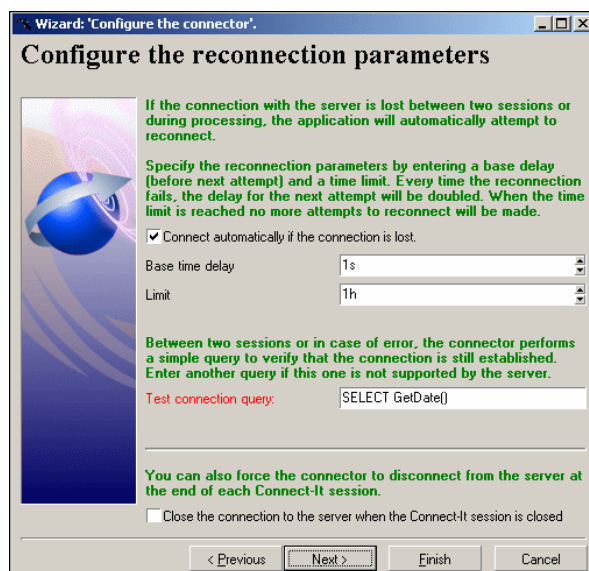 Wizard: 'Configure the connector'.
Configure the reconnection parameters
If the connection with the server is lost between two sessions or
during processing, the application will automatically attempt to
reconnect.
Specify the reconnection parameters by entering a base delay
(before next attempt) and a time limit. Every time the reconnection
fails, the delay for the next attempt will be doubled. When the time
limit is reached no more attempts to reconnect will be made.
Connect automatically if the connection is lost.
Base time delay 1s
Limit 1h
Between two sessions or in case of error, the connector performs
a simple query to verify that the connection is still established.
Enter another query if this one is not supported by the server.
Test connection query: SELECT GetDate()
You can also force the connector to disconnect from the server at
the end of each Connect-It session.
Close the connection to the server when the Connect-It session is closed
< Previous Next > Finish Cancel